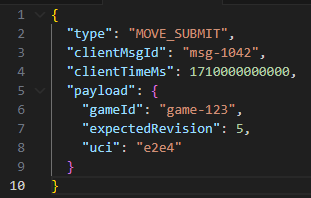 1 {
2   "type": "MOVE_SUBMIT",
3   "clientMsgId": "msg-1042",
4   "clientTimeMs": 1710000000000,
5   "payload": {
6     "gameId": "game-123",
7     "expectedRevision": 5,
8     "uci": "e2e4"
9   }
10 }